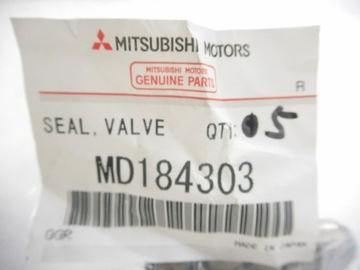 MITSUBISHI MOTORS
MITSUBISHI MOTORS
GENUINE PARTS
R
SEAL, VALVE QTY: 05
MD184303
GGR
MADE IN JAPAN